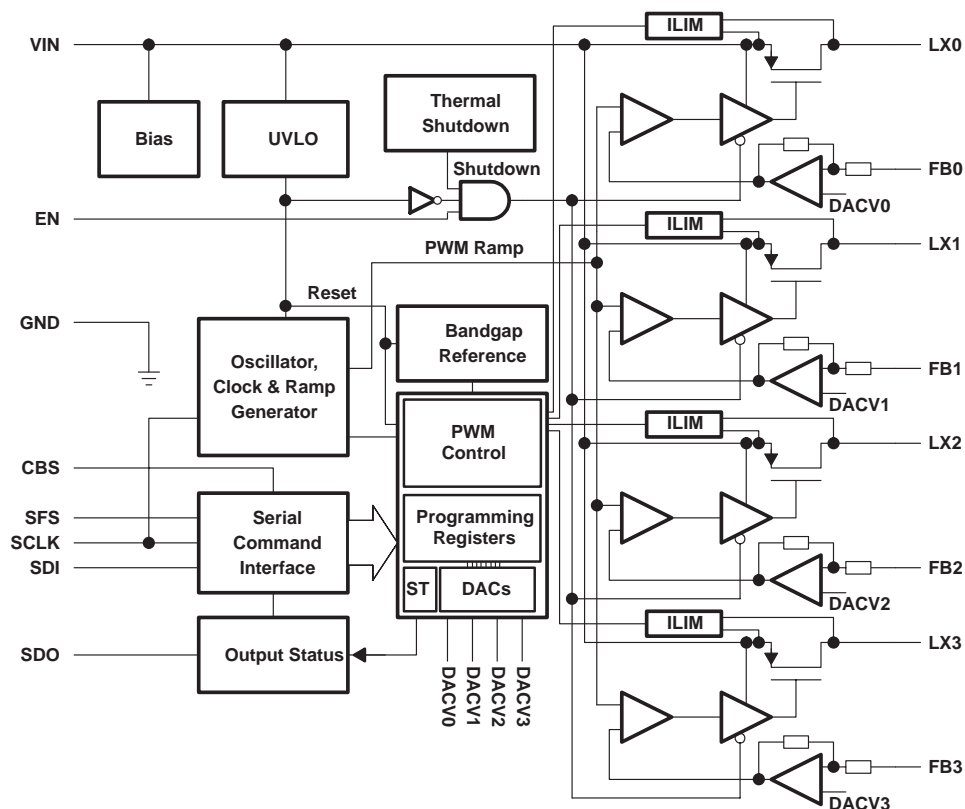 ILIM
VIN
LX0
Thermal
Shutdown
Bias
UVLO
Shutdown
FB0
DACV0
EN
ILIM
LX1
PWM Ramp
Reset
GND
Bandgap
Reference
Oscillator,
Clock & Ramp
Generator
FB1
DACV1
ILIM
PWM
Control
LX2
CBS
SFS
Serial
Command
Interface
Programming
Registers
SCLK
SDI
FB2
ST
DACs
DACV2
ILIM
LX3
SDO
Output Status
DACV0
DACV1
DACV2
DACV3
FB3
DACV3